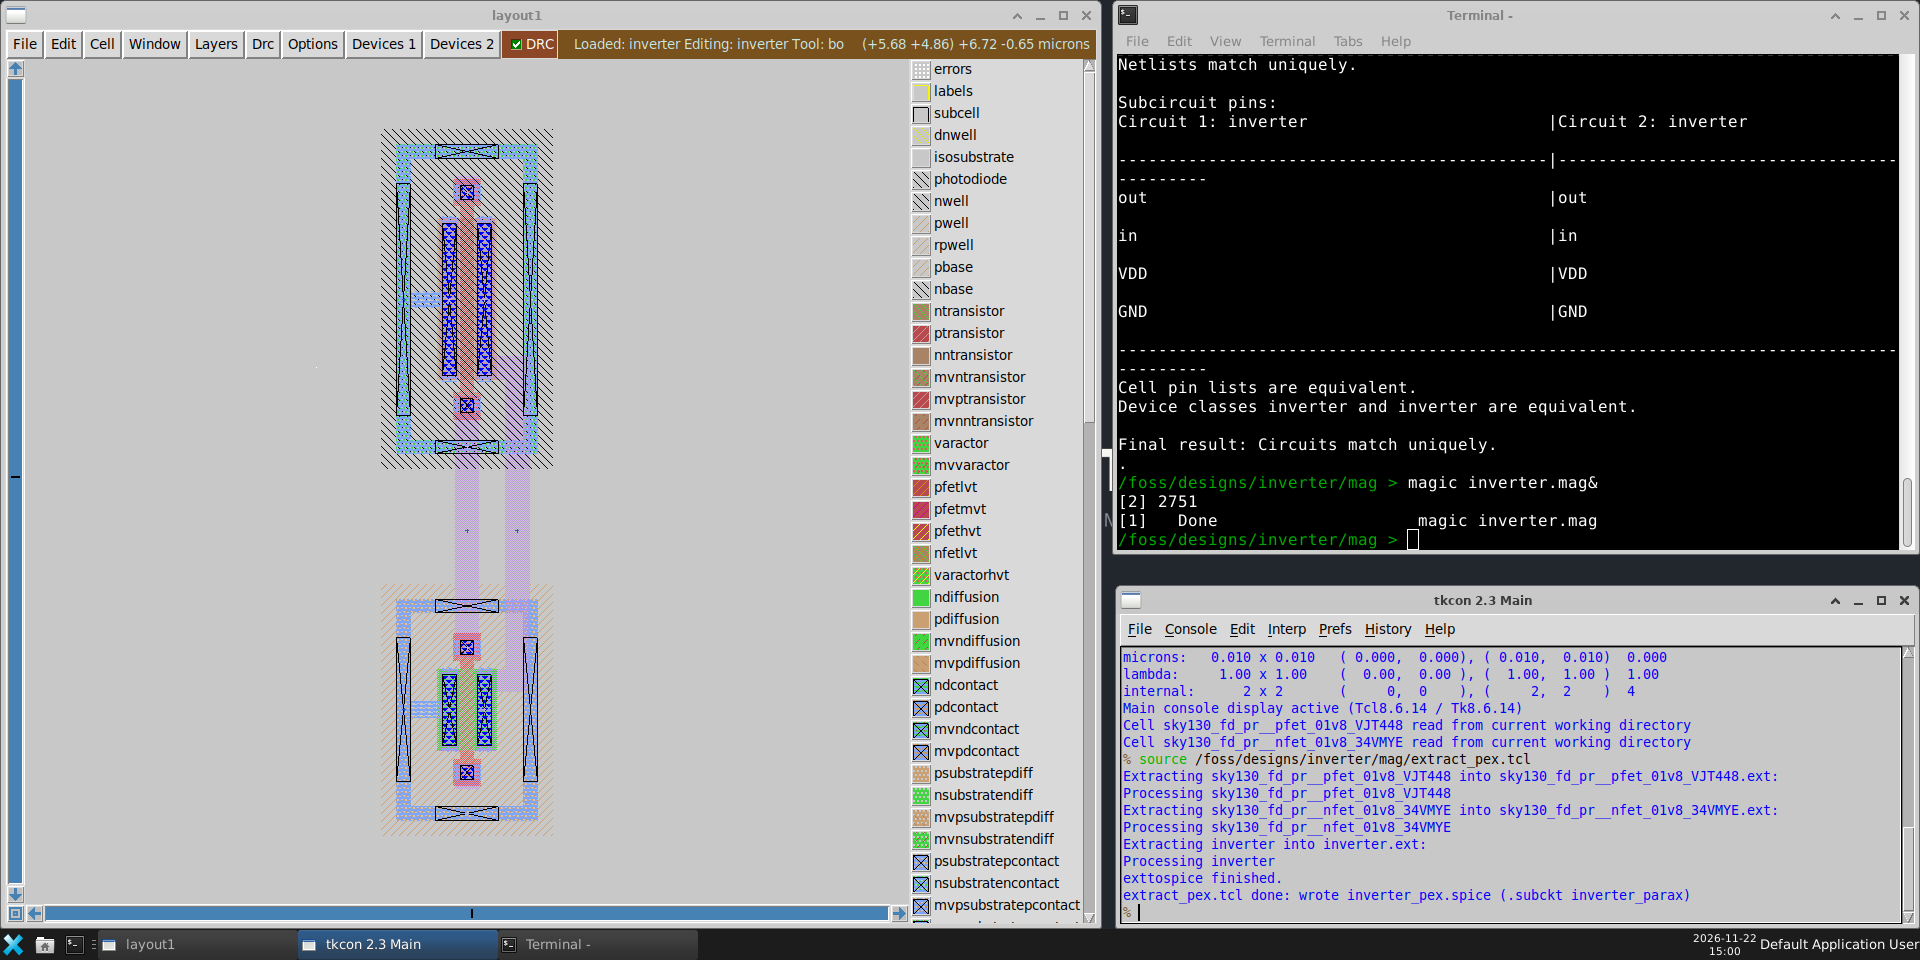 layout1
File Edit Cell Window Layers Drc Options Devices 1 Devices 2 DRC Loaded: inverter Editing: inverter Tool: bo (+5.68 +4.86) +6.72 -0.65 microns
errors
labels
subcell
dnwell
isosubstrate
photodiode
nwell
pwell
rpwell
pbase
nbase
ntransistor
ptransistor
nntransistor
mvntransistor
mvptransistor
mvnntransistor
varactor
mvvaractor
pfetlvt
pfetmvt
pfethvt
nfetlvt
varactorhvt
ndiffusion
pdiffusion
mvndiffusion
mvpdiffusion
ndcontact
pdcontact
mvndcontact
mvpdcontact
psubstratepdiff
nsubstratendiff
mvpsubstratepdiff
mvnsubstratendiff
psubstratepcontact
nsubstratencontact
mvpsubstratepcontact
Terminal -
File Edit View Terminal Tabs Help
Netlists match uniquely.
Subcircuit pins:
Circuit 1: inverter |Circuit 2: inverter
-------------------------------------------|-----------------------------------
---------
out |out
in |in
VDD |VDD
GND |GND
-------------------------------------------------------------------------------
---------
Cell pin lists are equivalent.
Device classes inverter and inverter are equivalent.
Final result: Circuits match uniquely.
.
/foss/designs/inverter/mag > magic inverter.mag&
[2] 2751
[1] Done magic inverter.mag
/foss/designs/inverter/mag >
tkcon 2.3 Main
File Console Edit Interp Prefs History Help
microns: 0.010 x 0.010 ( 0.000, 0.000), ( 0.010, 0.010) 0.000
lambda: 1.00 x 1.00 ( 0.00, 0.00 ), ( 1.00, 1.00 ) 1.00
internal: 2 x 2 ( 0, 0 ), ( 2, 2 ) 4
Main console display active (Tcl8.6.14 / Tk8.6.14)
Cell sky130_fd_pr__pfet_01v8_VJT448 read from current working directory
Cell sky130_fd_pr__nfet_01v8_34VMYE read from current working directory
% source /foss/designs/inverter/mag/extract_pex.tcl
Extracting sky130_fd_pr__pfet_01v8_VJT448 into sky130_fd_pr__pfet_01v8_VJT448.ext:
Processing sky130_fd_pr__pfet_01v8_VJT448
Extracting sky130_fd_pr__nfet_01v8_34VMYE into sky130_fd_pr__nfet_01v8_34VMYE.ext:
Processing sky130_fd_pr__nfet_01v8_34VMYE
Extracting inverter into inverter.ext:
Processing inverter
exttospice finished.
extract_pex.tcl done: wrote inverter_pex.spice (.subckt inverter_parax)
%
layout1
tkcon 2.3 Main
Terminal -
2026-11-22
15:00
Default Application User